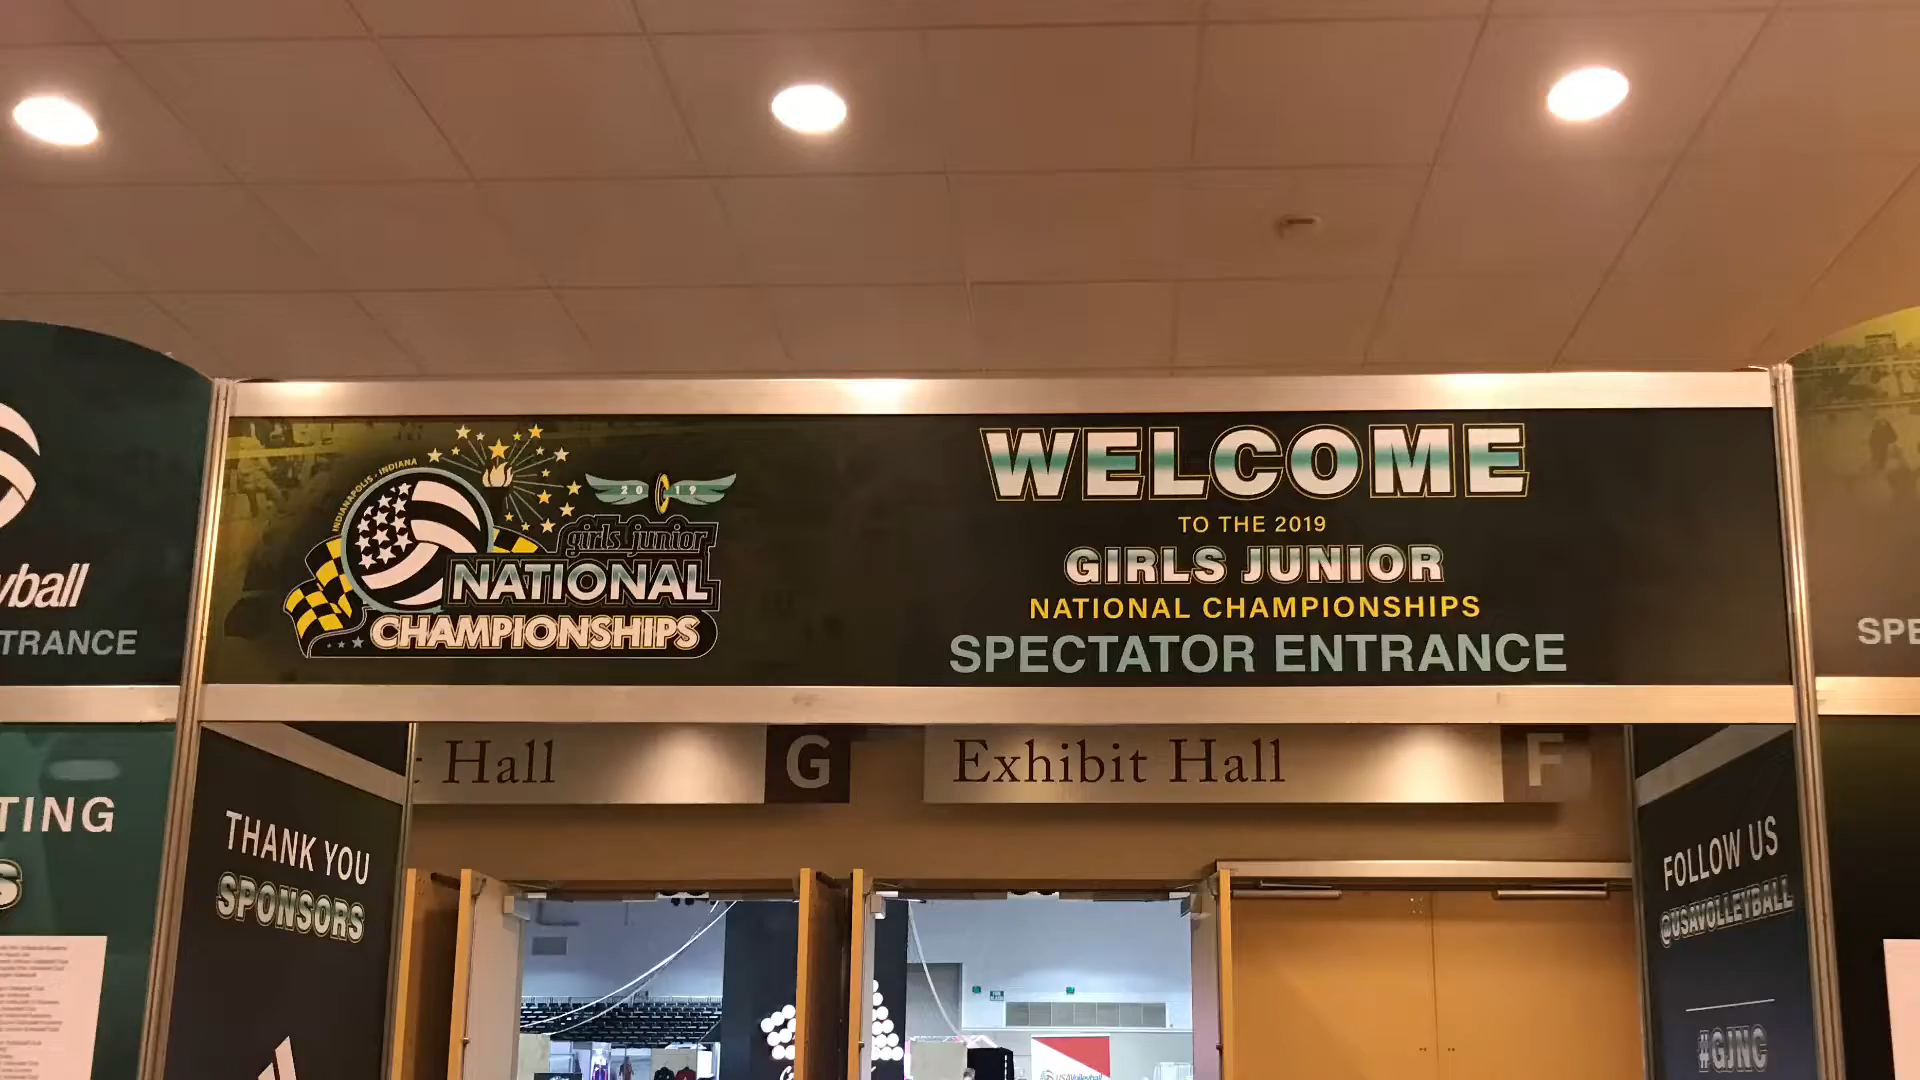 INDIANAPOLIS - INDIANA
2019
girls junior
NATIONAL
CHAMPIONSHIPS
WELCOME
TO THE 2019
GIRLS JUNIOR
NATIONAL CHAMPIONSHIPS
SPECTATOR ENTRANCE
yball
TRANCE
SPE
Hall G
Exhibit Hall F
TING
S
THANK YOU
SPONSORS
FOLLOW US
@USAVOLLEYBALL
#GJNC
USAVolleyball